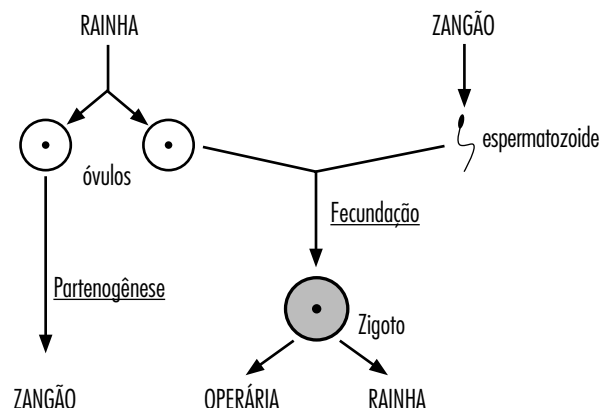 RAINHA
ZANGÃO
espermatozoide
óvulos
Fecundação
Partenogênese
Zigoto
ZANGÃO
OPERÁRIA
RAINHA